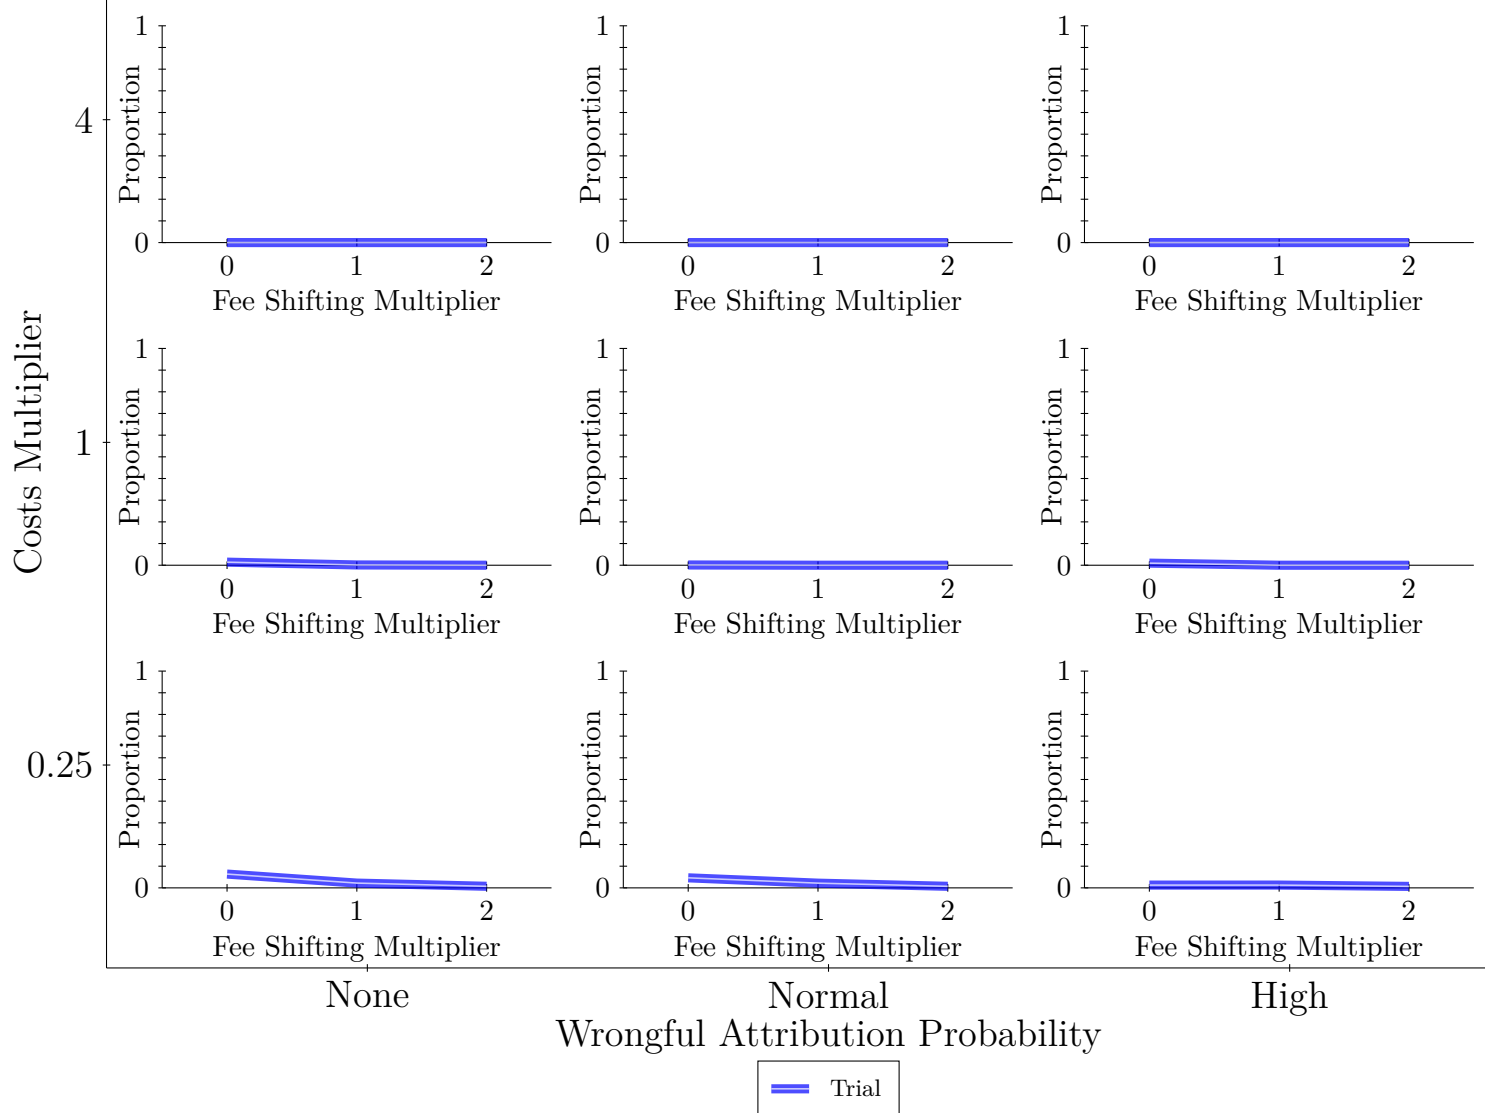 Costs Multiplier
4
1
Proportion
0
0 1 2
Fee Shifting Multiplier
1
Proportion
0
0 1 2
Fee Shifting Multiplier
1
Proportion
0
0 1 2
Fee Shifting Multiplier
1
1
Proportion
0
0 1 2
Fee Shifting Multiplier
1
Proportion
0
0 1 2
Fee Shifting Multiplier
1
Proportion
0
0 1 2
Fee Shifting Multiplier
0.25
1
Proportion
0
0 1 2
Fee Shifting Multiplier
1
Proportion
0
0 1 2
Fee Shifting Multiplier
1
Proportion
0
0 1 2
Fee Shifting Multiplier
None Normal High
Wrongful Attribution Probability
Trial